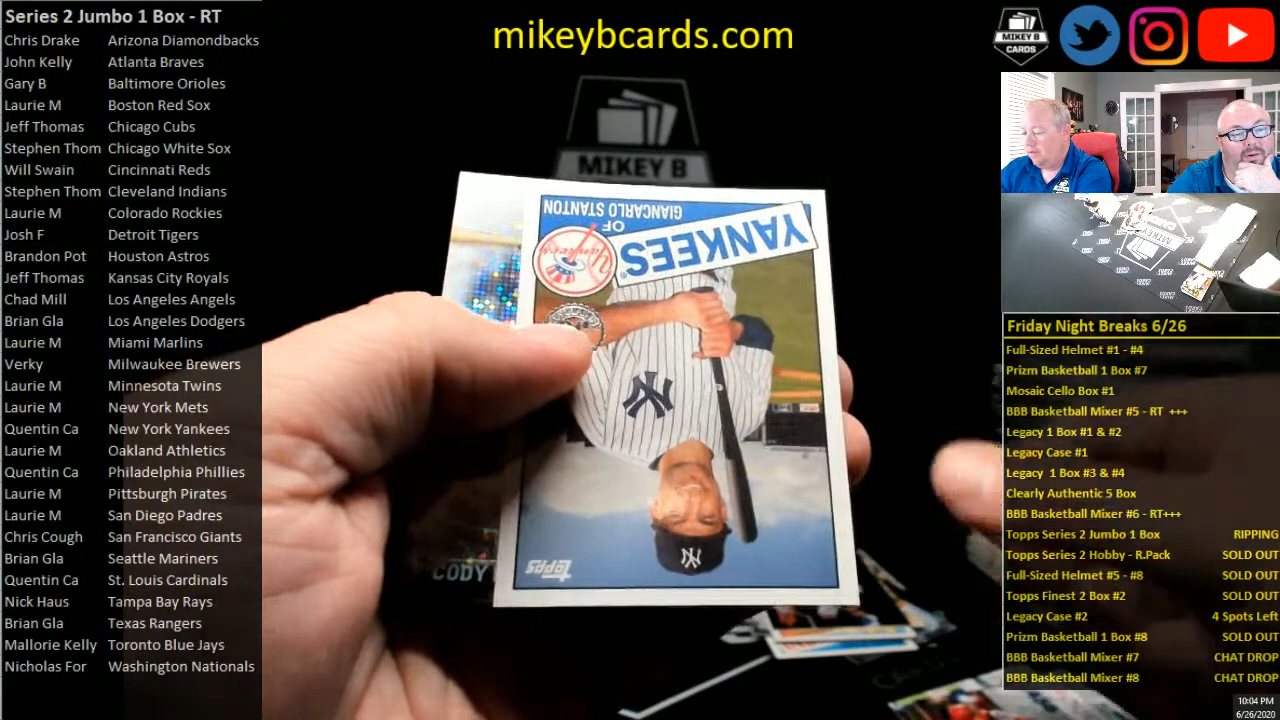 Series 2 Jumbo 1 Box - RT
Chris Drake Arizona Diamondbacks
John Kelly Atlanta Braves
Gary B Baltimore Orioles
Laurie M Boston Red Sox
Jeff Thomas Chicago Cubs
Stephen Thom Chicago White Sox
Will Swain Cincinnati Reds
Stephen Thom Cleveland Indians
Laurie M Colorado Rockies
Josh F Detroit Tigers
Brandon Pot Houston Astros
Jeff Thomas Kansas City Royals
Chad Mill Los Angeles Angels
Brian Gla Los Angeles Dodgers
Laurie M Miami Marlins
Verky Milwaukee Brewers
Laurie M Minnesota Twins
Laurie M New York Mets
Quentin Ca New York Yankees
Laurie M Oakland Athletics
Quentin Ca Philadelphia Phillies
Laurie M Pittsburgh Pirates
Laurie M San Diego Padres
Chris Cough San Francisco Giants
Brian Gla Seattle Mariners
Quentin Ca St. Louis Cardinals
Nick Haus Tampa Bay Rays
Brian Gla Texas Rangers
Mallorie Kelly Toronto Blue Jays
Nicholas For Washington Nationals
mikeybcards.com
MIKEY B
GIANCARLO STANTON
OF
YANKEES
Topps
CODY
MIKEY B
CARDS
Friday Night Breaks 6/26
Full-Sized Helmet #1 - #4
Prizm Basketball 1 Box #7
Mosaic Cello Box #1
BBB Basketball Mixer #5 - RT +++
Legacy 1 Box #1 & #2
Legacy Case #1
Legacy 1 Box #3 & #4
Clearly Authentic 5 Box
BBB Basketball Mixer #6 - RT+++
Topps Series 2 Jumbo 1 Box RIPPING
Topps Series 2 Hobby - R.Pack SOLD OUT
Full-Sized Helmet #5 - #8 SOLD OUT
Topps Finest 2 Box #2 SOLD OUT
Legacy Case #2 4 Spots Left
Prizm Basketball 1 Box #8 SOLD OUT
BBB Basketball Mixer #7 CHAT DROP
BBB Basketball Mixer #8 CHAT DROP
10:04 PM
6/26/2020